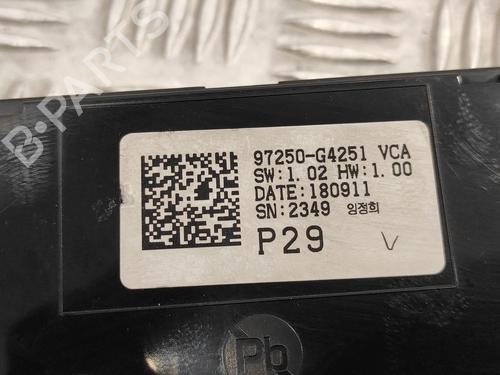 B-PARTS
97250-G4251 VCA
SW:1.02 HW:1.00
DATE:180911
SN:2349 임정희
P29 V
Pb